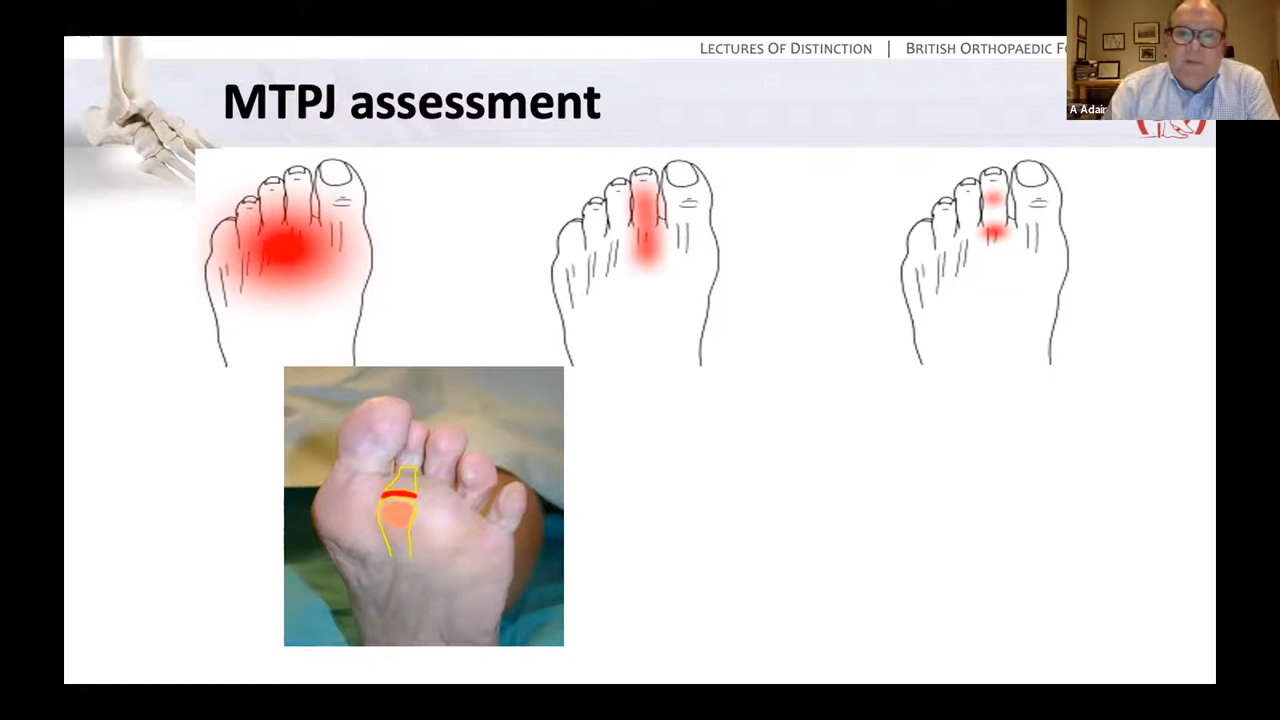 LECTURES OF DISTINCTION | BRITISH ORTHOPAEDIC
MTPJ assessment
A Adair